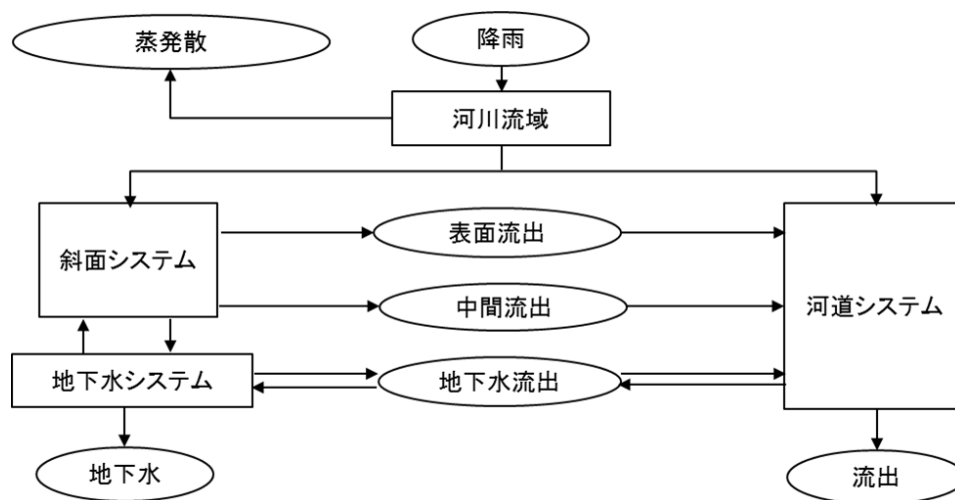 蒸発散
降雨
河川流域
斜面システム
表面流出
中間流出
河道システム
地下水システム
地下水流出
地下水
流出